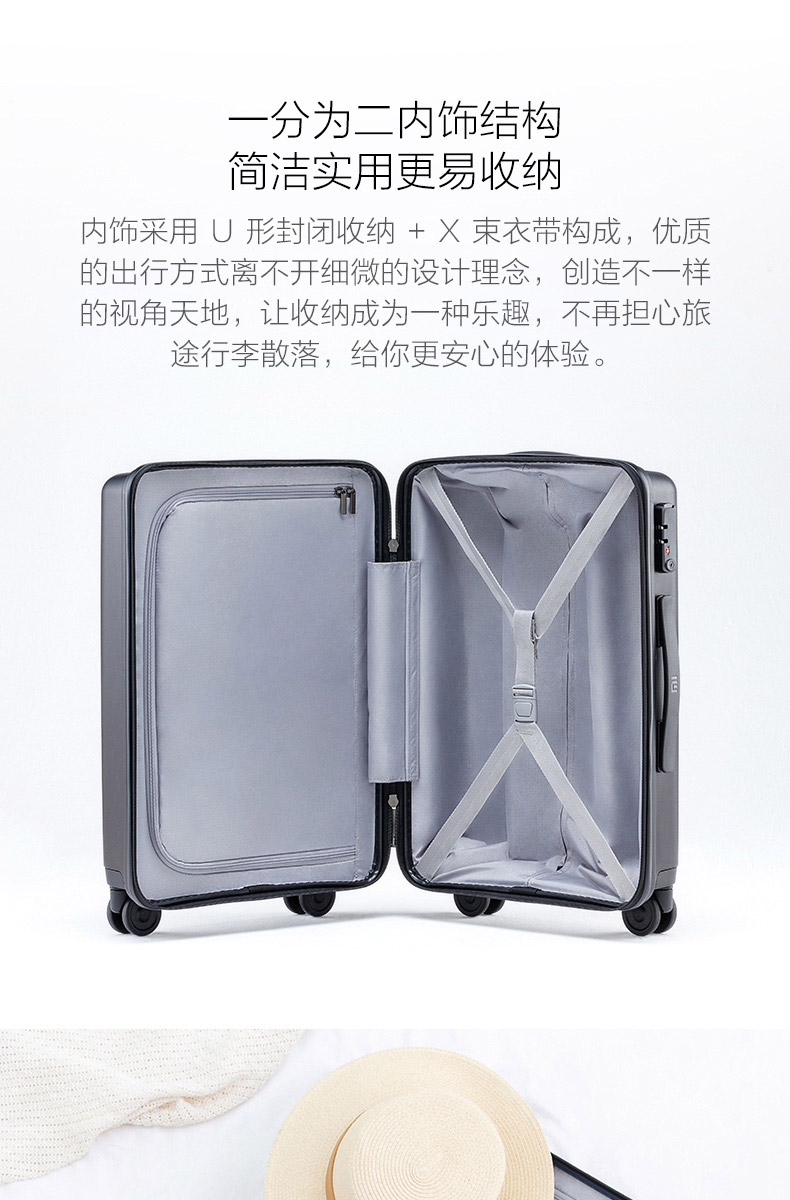 一分为二内饰结构
简洁实用更易收纳
内饰采用 U 形封闭收纳 + X 束衣带构成，优质
的出行方式离不开细微的设计理念，创造不一样
的视角天地，让收纳成为一种乐趣，不再担心旅
途行李散落，给你更安心的体验。